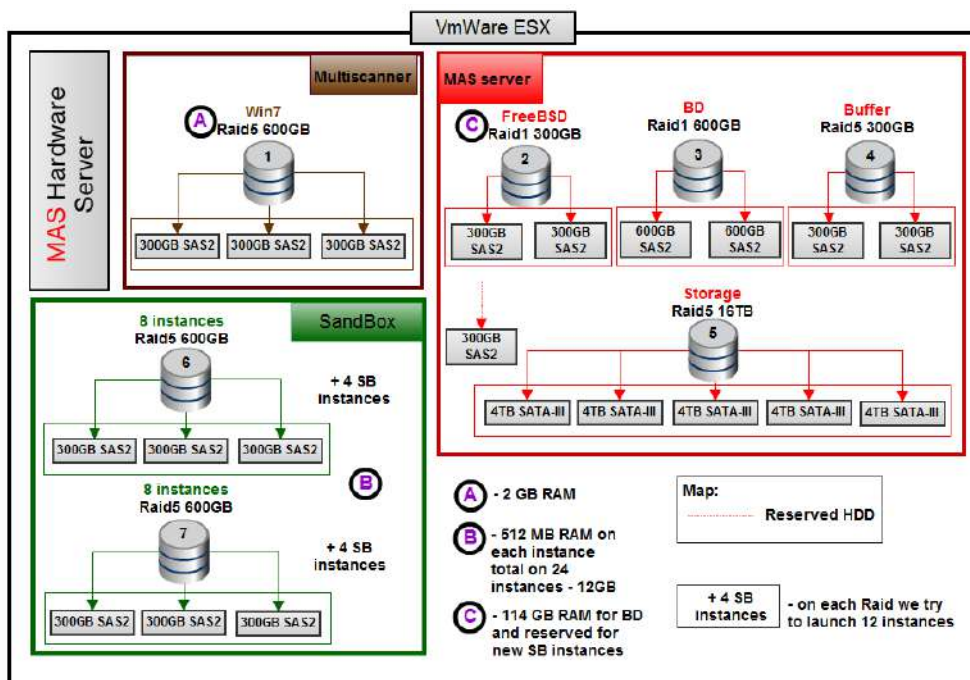 VmWare ESX
MAS Hardware
Server
Multiscanner
A
Win7
Raid5 600GB
1
300GB SAS2
300GB SAS2
300GB SAS2
MAS server
C
FreeBSD
Raid1 300GB
2
300GB
SAS2
300GB
SAS2
300GB
SAS2
BD
Raid1 600GB
3
600GB
SAS2
600GB
SAS2
Buffer
Raid5 300GB
4
300GB
SAS2
300GB
SAS2
Storage
Raid5 16TB
5
4TB SATA-III
4TB SATA-III
4TB SATA-III
4TB SATA-III
4TB SATA-III
SandBox
8 instances
Raid5 600GB
6
+ 4 SB
instances
300GB SAS2
300GB SAS2
300GB SAS2
B
8 instances
Raid5 600GB
7
+ 4 SB
instances
300GB SAS2
300GB SAS2
300GB SAS2
A
- 2 GB RAM
B
- 512 MB RAM on
each instance
total on 24
instances - 12GB
C
- 114 GB RAM for BD
and reserved for
new SB instances
Map:
Reserved HDD
+ 4 SB
instances
- on each Raid we try
to launch 12 instances